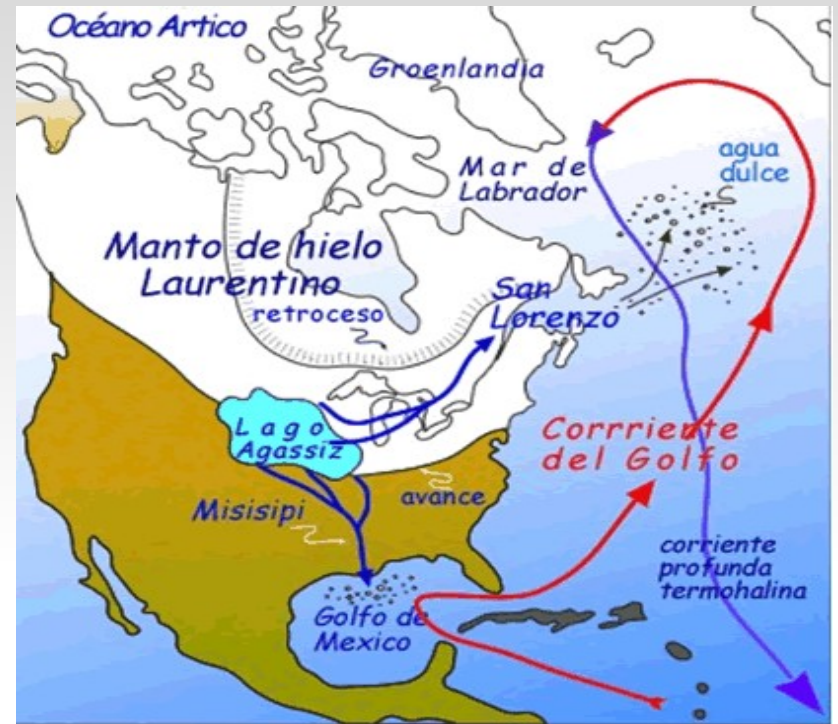 Océano Artico
Groenlandia
agua
dulce
Mar de
Labrador
Manto de hielo
Laurentino
retroceso
San
Lorenzo
Lago
Agassiz
Corrriente
del Golfo
avance
Misisipi
corriente
profunda
termohalina
Golfo de
Mexico